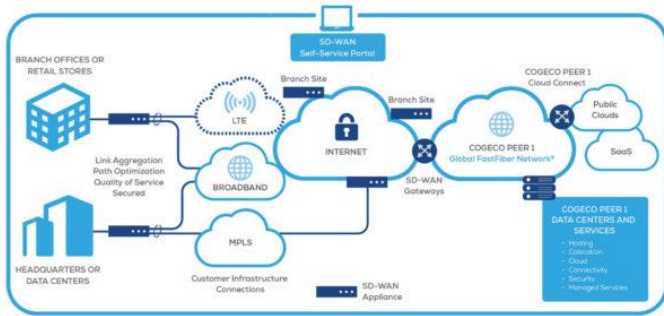 SD-WAN
Self-Service Portal
BRANCH OFFICES OR
RETAIL STORES
LTE
Branch Site
Branch Site
COGECO PEER 1
Cloud Connect
Public
Clouds
SaaS
INTERNET
COGECO PEER 1
Global FastFiber Network®
Link Aggregation
Path Optimization
Quality of Service
Secured
BROADBAND
SD-WAN
Gateways
MPLS
HEADQUARTERS OR
DATA CENTERS
Customer Infrastructure
Connections
SD-WAN
Appliance
COGECO PEER 1
DATA CENTERS AND
SERVICES
- Hosting
- Colocation
- Cloud
- Connectivity
- Security
- Managed Services